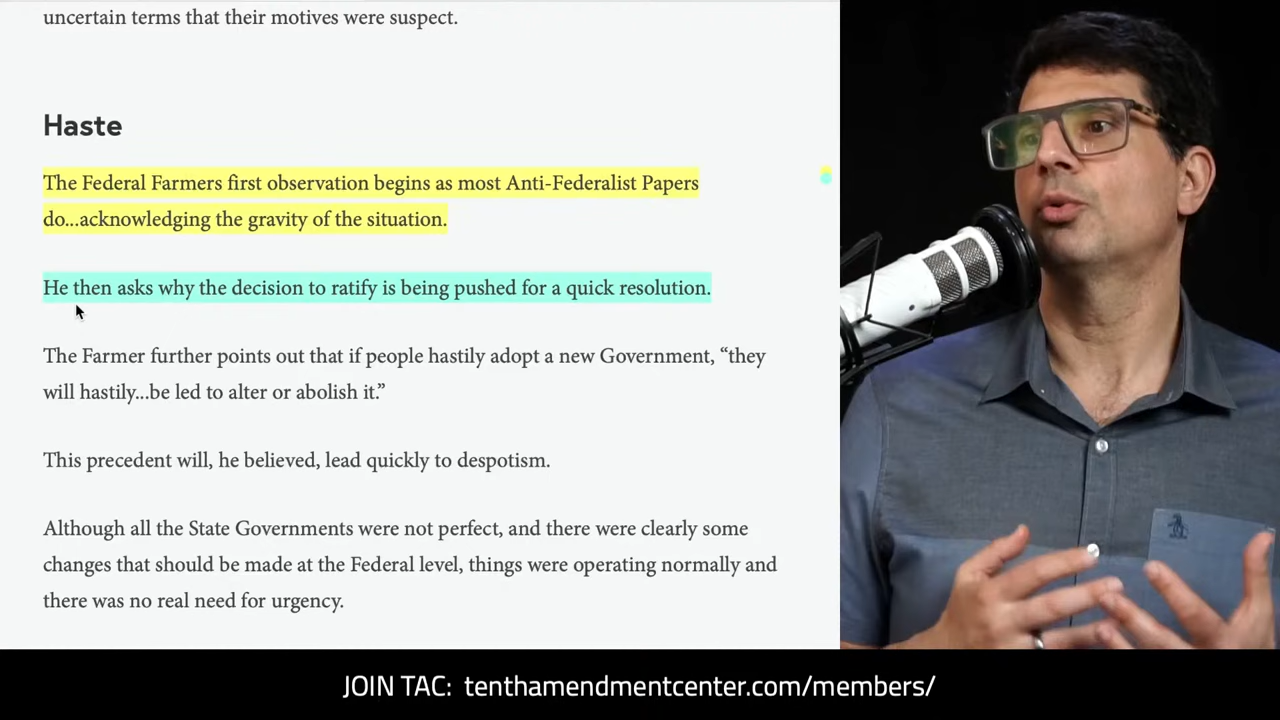 uncertain terms that their motives were suspect.
Haste
The Federal Farmers first observation begins as most Anti-Federalist Papers
do...acknowledging the gravity of the situation.
He then asks why the decision to ratify is being pushed for a quick resolution.
The Farmer further points out that if people hastily adopt a new Government, “they
will hastily...be led to alter or abolish it.”
This precedent will, he believed, lead quickly to despotism.
Although all the State Governments were not perfect, and there were clearly some
changes that should be made at the Federal level, things were operating normally and
there was no real need for urgency.
JOIN TAC: tenthamendmentcenter.com/members/